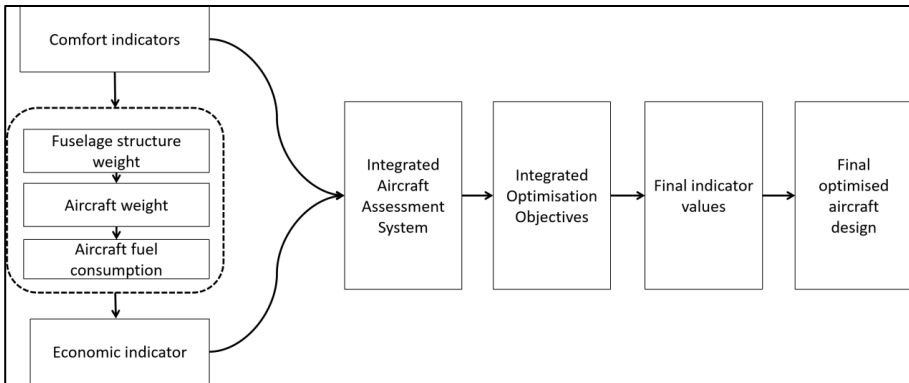 Comfort indicators
Fuselage structure
weight
Aircraft weight
Aircraft fuel
consumption
Economic indicator
Integrated
Aircraft
Assessment
System
Integrated
Optimisation
Objectives
Final indicator
values
Final
optimised
aircraft
design